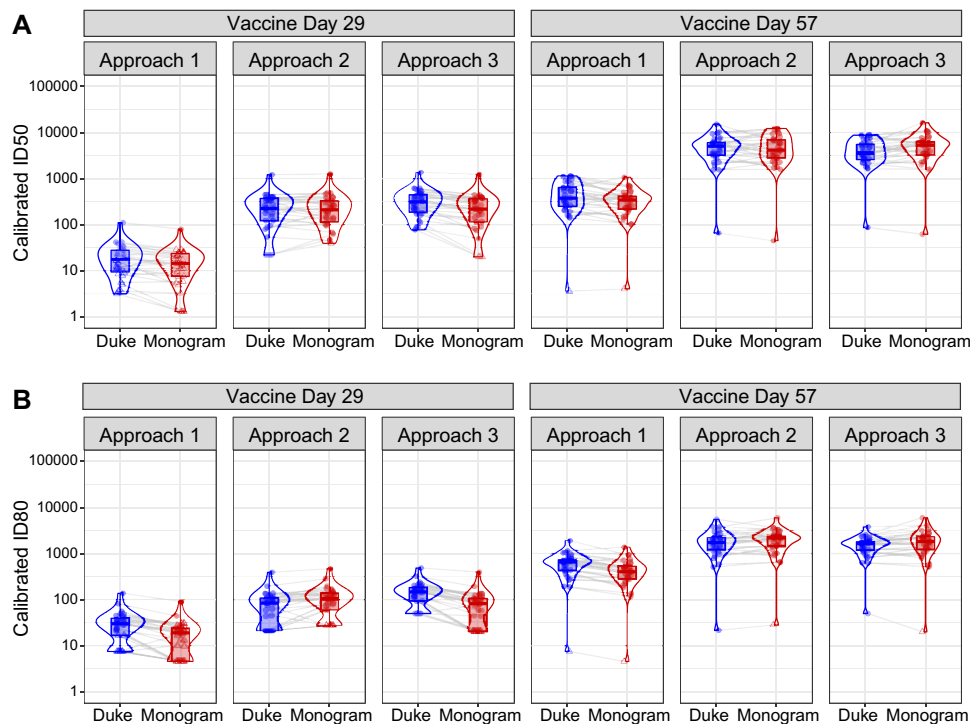 A
Vaccine Day 29 Vaccine Day 57
Approach 1 Approach 2 Approach 3 Approach 1 Approach 2 Approach 3
Calibrated ID50
100000
10000
1000
100
10
1
Duke Monogram Duke Monogram Duke Monogram Duke Monogram Duke Monogram Duke Monogram
B
Vaccine Day 29 Vaccine Day 57
Approach 1 Approach 2 Approach 3 Approach 1 Approach 2 Approach 3
Calibrated ID80
100000
10000
1000
100
10
1
Duke Monogram Duke Monogram Duke Monogram Duke Monogram Duke Monogram Duke Monogram